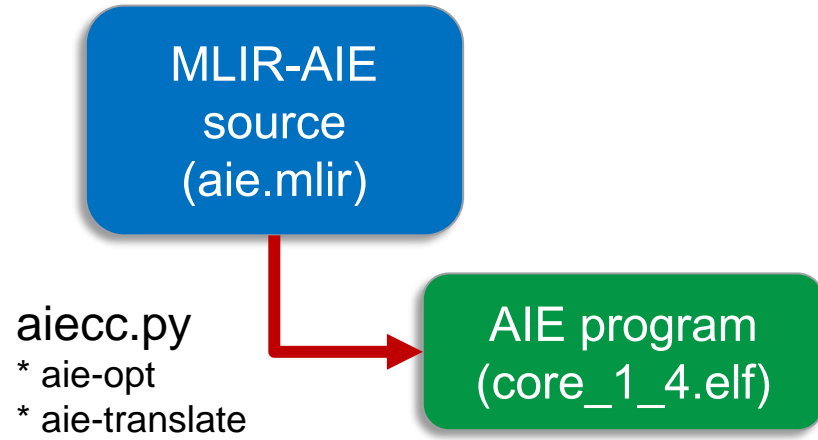 MLIR-AIE
source
(aie.mlir)
aiecc.py
* aie-opt
* aie-translate
AIE program
(core_1_4.elf)